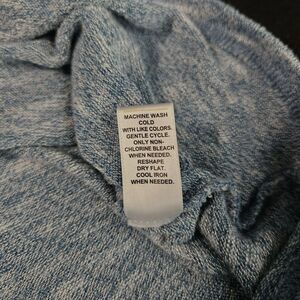 MACHINE WASH
COLD
WITH LIKE COLORS.
GENTLE CYCLE.
ONLY NON-
CHLORINE BLEACH
WHEN NEEDED.
RESHAPE
DRY FLAT.
COOL IRON
WHEN NEEDED.